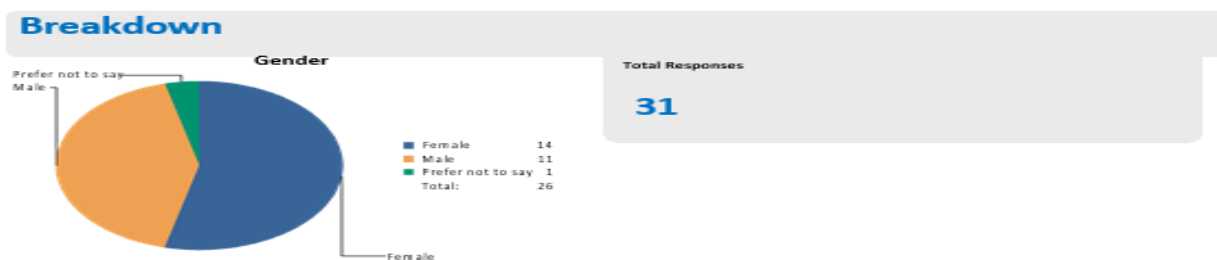 Breakdown
Gender
Prefer not to say
Male
Female 14
Male 11
Prefer not to say 1
Total: 26
Female
Total Responses
31